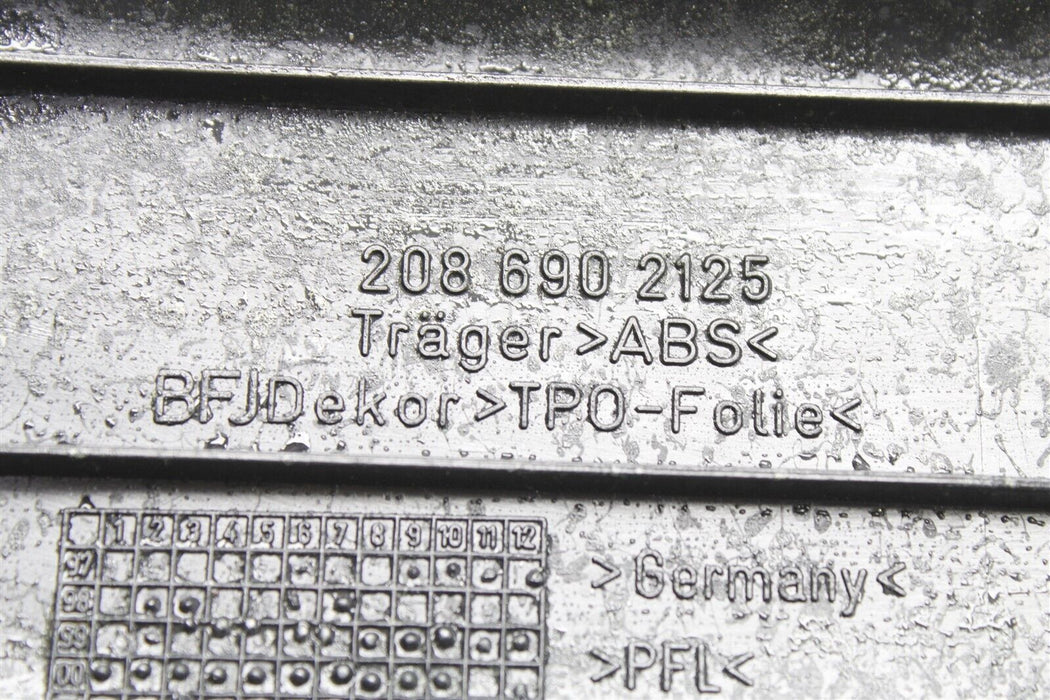 208 690 2125
Träger >ABS<
BFJDekor >TPO-Folie<
1 2 3 4 5 6 7 8 9 10 11 12
97
98
99
00
>Germany<
>PFL<